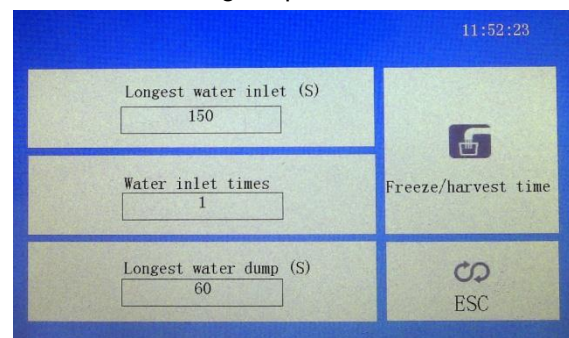 11:52:23
Longest water inlet (S)
150
Water inlet times
1
Freeze/harvest time
Longest water dump (S)
60
ESC